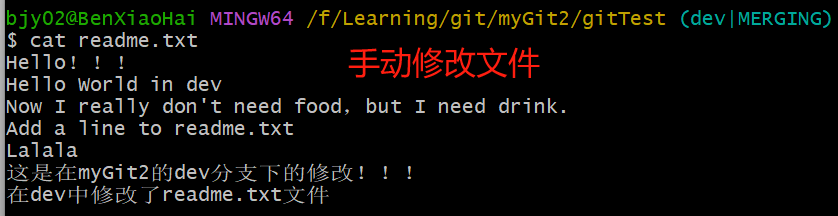 bjy02@BenXiaoHai MINGW64 /f/Learning/git/myGit2/gitTest (dev|MERGING)
$ cat readme.txt
Hello！！！
手动修改文件
Hello World in dev
Now I really don't need food，but I need drink.
Add a line to readme.txt
Lalala
这是在myGit2的dev分支下的修改！！！
在dev中修改了readme.txt文件